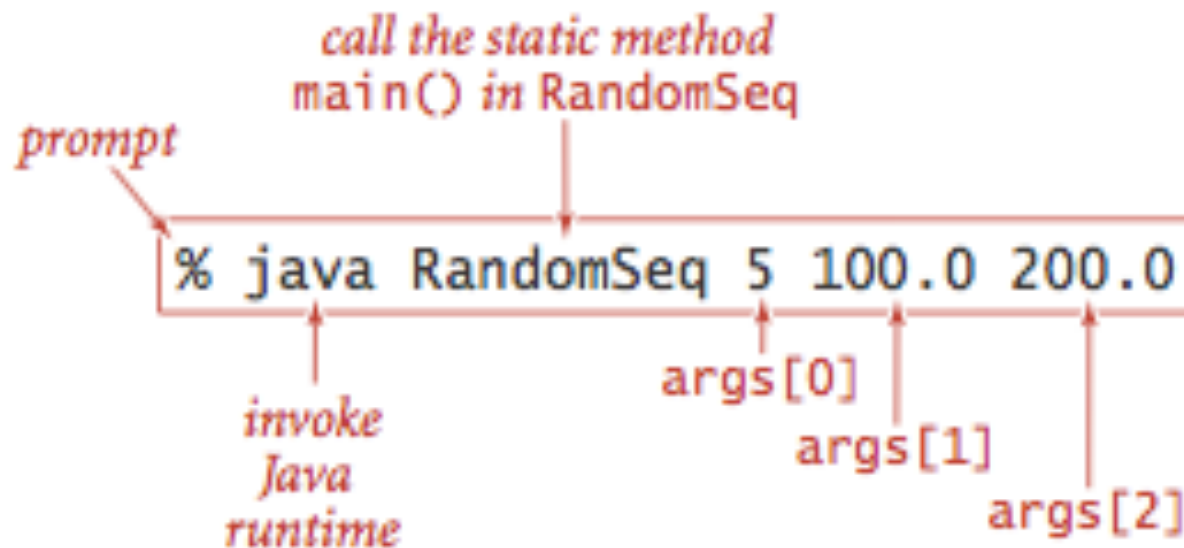 call the static method
main() in RandomSeq
prompt
% java RandomSeq 5 100.0 200.0
args[0]
invoke
args[1]
Java
args[2]
runtime